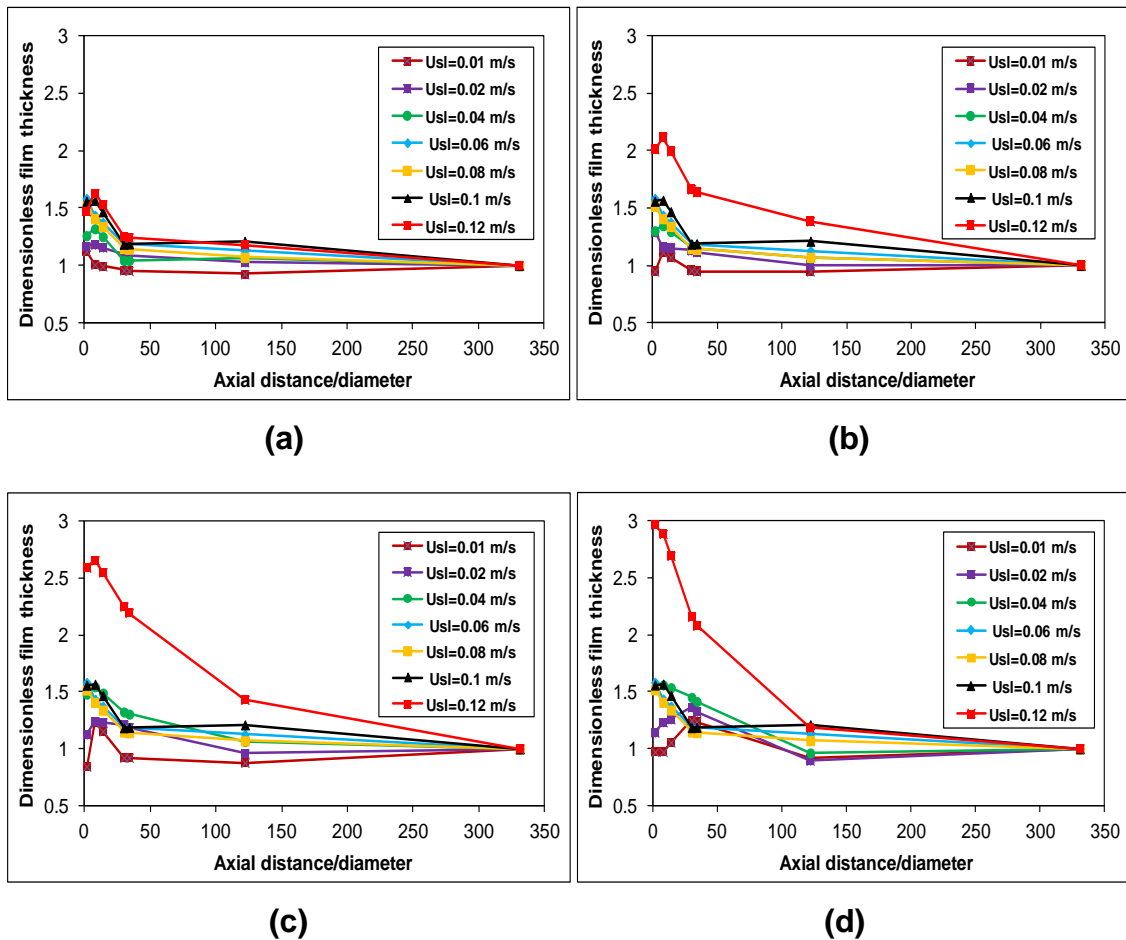 3
2.5
2
1.5
1
0.5
Dimensionless film thickness
0 50 100 150 200 250 300 350
Axial distance/diameter
Usl=0.01 m/s
Usl=0.02 m/s
Usl=0.04 m/s
Usl=0.06 m/s
Usl=0.08 m/s
Usl=0.1 m/s
Usl=0.12 m/s
(a)
3
2.5
2
1.5
1
0.5
Dimensionless film thickness
0 50 100 150 200 250 300 350
Axial distance/diameter
Usl=0.01 m/s
Usl=0.02 m/s
Usl=0.04 m/s
Usl=0.06 m/s
Usl=0.08 m/s
Usl=0.1 m/s
Usl=0.12 m/s
(b)
3
2.5
2
1.5
1
0.5
Dimensionless film thickness
0 50 100 150 200 250 300 350
Axial distance/diameter
Usl=0.01 m/s
Usl=0.02 m/s
Usl=0.04 m/s
Usl=0.06 m/s
Usl=0.08 m/s
Usl=0.1 m/s
Usl=0.12 m/s
(c)
3
2.5
2
1.5
1
0.5
Dimensionless film thickness
0 50 100 150 200 250 300 350
Axial distance/diameter
Usl=0.01 m/s
Usl=0.02 m/s
Usl=0.04 m/s
Usl=0.06 m/s
Usl=0.08 m/s
Usl=0.1 m/s
Usl=0.12 m/s
(d)